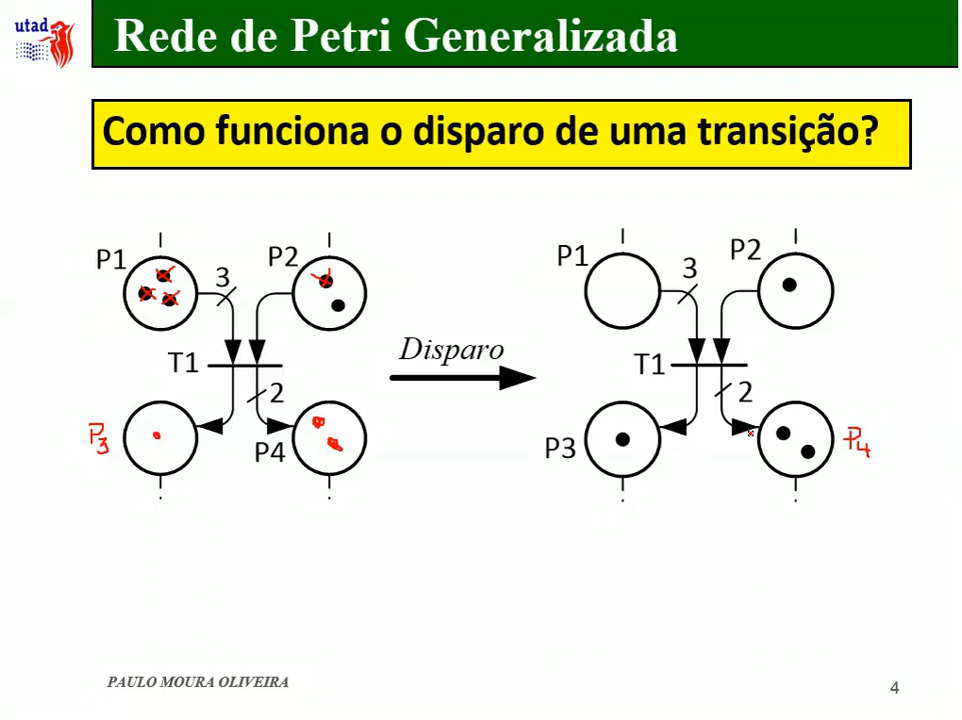 utad
Rede de Petri Generalizada
Como funciona o disparo de uma transição?
P1
3
P2
T1
2
P3
P4
Disparo
P1
3
P2
T1
2
P3
P4
PAULO MOURA OLIVEIRA
4